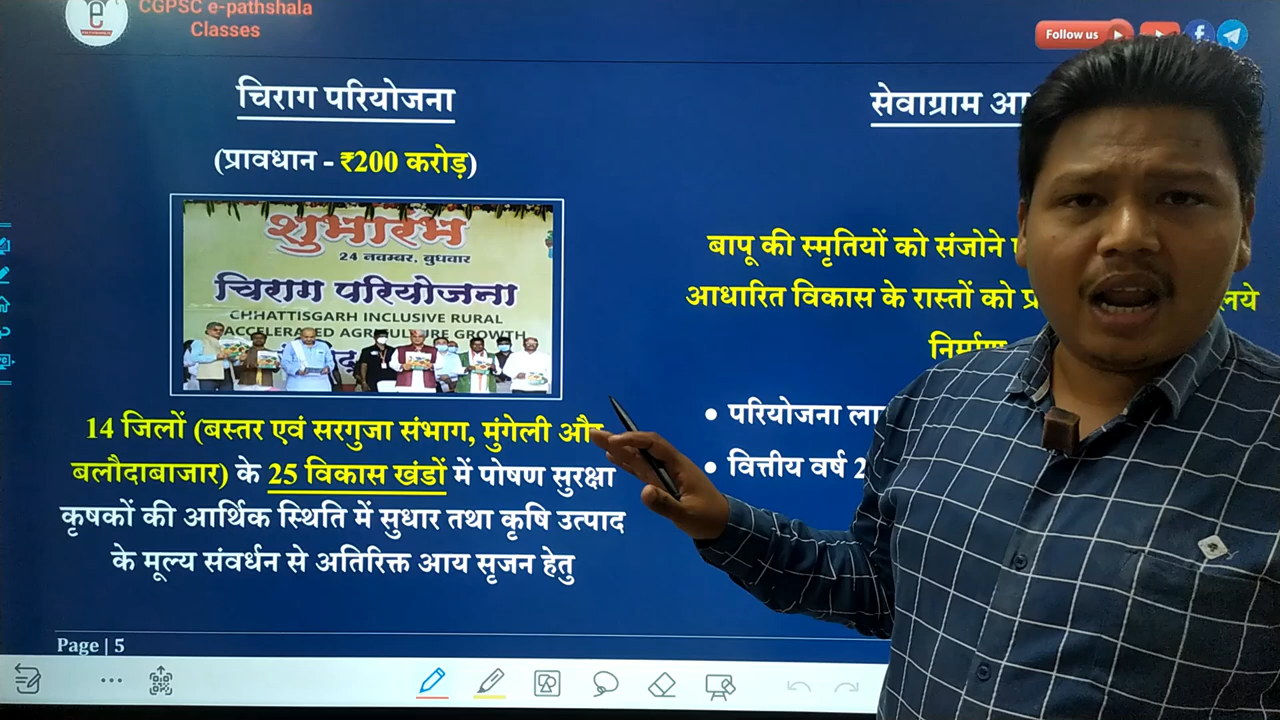 CGPSC e-pathshala
Classes
Follow us
चिराग परियोजना
(प्रावधान - ₹200 करोड़)
शुभारंभ
24 नवम्बर, बुधवार
चिराग परियोजना
CHHATTISGARH INCLUSIVE RURAL
ACCELERATED AGRICULTURE GROWTH
14 जिलों (बस्तर एवं सरगुजा संभाग, मुंगेली और
बलौदाबाजार) के 25 विकास खंडों में पोषण सुरक्षा
कृषकों की आर्थिक स्थिति में सुधार तथा कृषि उत्पाद
के मूल्य संवर्धन से अतिरिक्त आय सृजन हेतु
सेवाग्राम
बापू की स्मृतियों को संजोने
आधारित विकास के रास्तों को
निर्माण
• परियोजना
• वित्तीय वर्ष 2
Page | 5